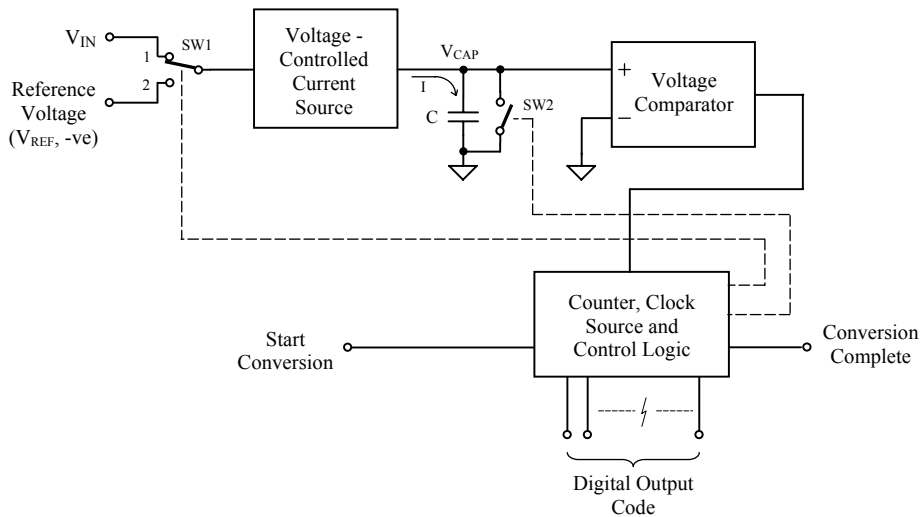 V_IN
1
SW1
2
Reference
Voltage
(V_REF, -ve)
Voltage -
Controlled
Current
Source
V_CAP
I
C
SW2
+
−
Voltage
Comparator
Start
Conversion
Counter, Clock
Source and
Control Logic
Conversion
Complete
Digital Output
Code